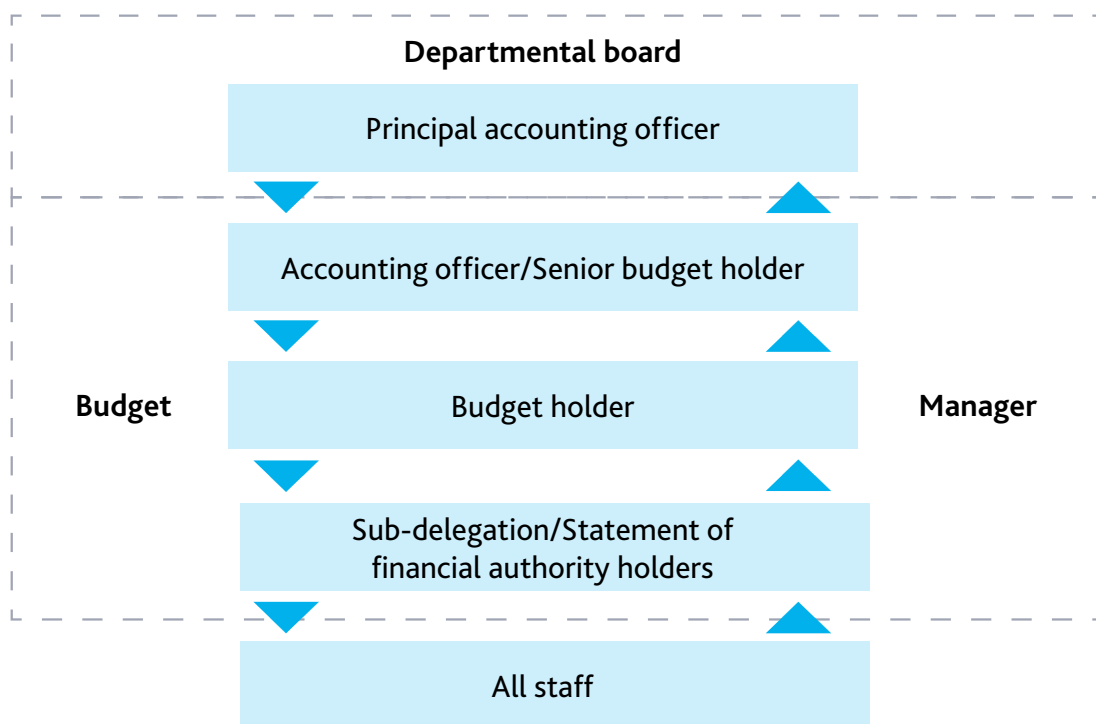 Departmental board
Principal accounting officer
Accounting officer/Senior budget holder
Budget
Budget holder
Manager
Sub-delegation/Statement of
financial authority holders
All staff